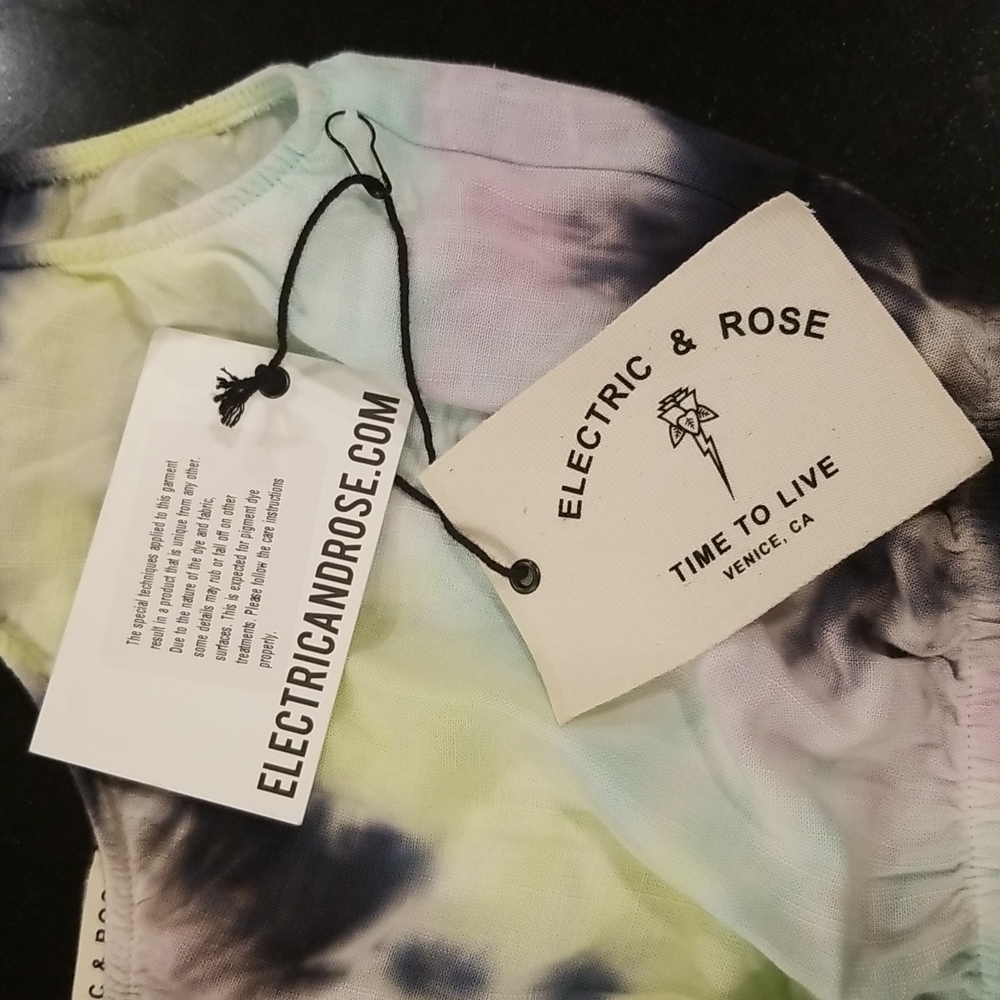 The special techniques applied to this garment
result in a product that is unique from any other.
Due to the nature of the dye and fabric,
some details may rub or fall off on other
surfaces. This is expected for pigment dye
treatments. Please follow the care instructions
properly.
ELECTRICANDROSE.COM
ELECTRIC & ROSE
TIME TO LIVE
VENICE, CA